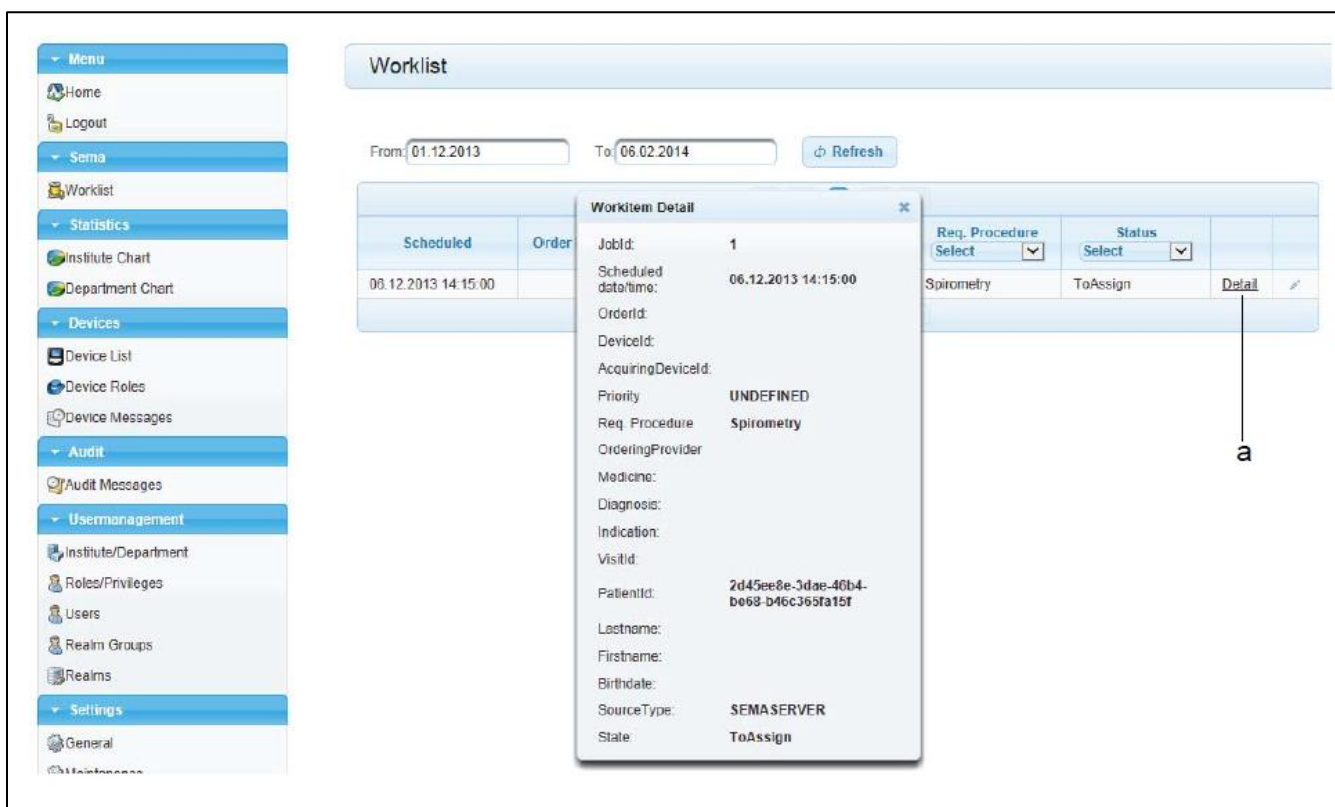 Menu
Home
Logout
Sema
Worklist
Statistics
Institute Chart
Department Chart
Devices
Device List
Device Roles
Device Messages
Audit
Audit Messages
Usermanagement
Institute/Department
Roles/Privileges
Users
Realm Groups
Realms
Settings
General
Worklist
From: 01.12.2013 To: 06.02.2014 Refresh
Scheduled Order Req. Procedure Status
Select Select
06.12.2013 14:15:00 Spirometry ToAssign Detail
a
Workitem Detail
JobId: 1
Scheduled
date/time: 06.12.2013 14:15:00
OrderId:
DeviceId:
AcquiringDeviceId:
Priority UNDEFINED
Req. Procedure Spirometry
OrderingProvider
Medicine:
Diagnosis:
Indication:
VisitId:
PatientId: 2d45ee8e-3dae-46b4-
be68-b46c365fa15f
Lastname:
Firstname:
Birthdate:
SourceType: SEMASERVER
State: ToAssign